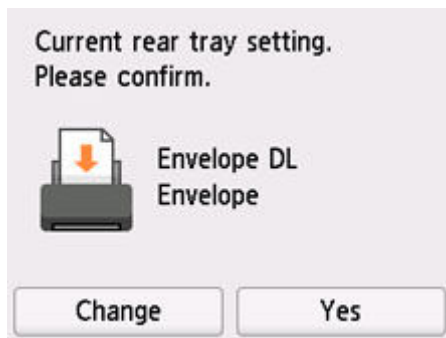 Current rear tray setting.
Please confirm.
Envelope DL
Envelope
Change
Yes